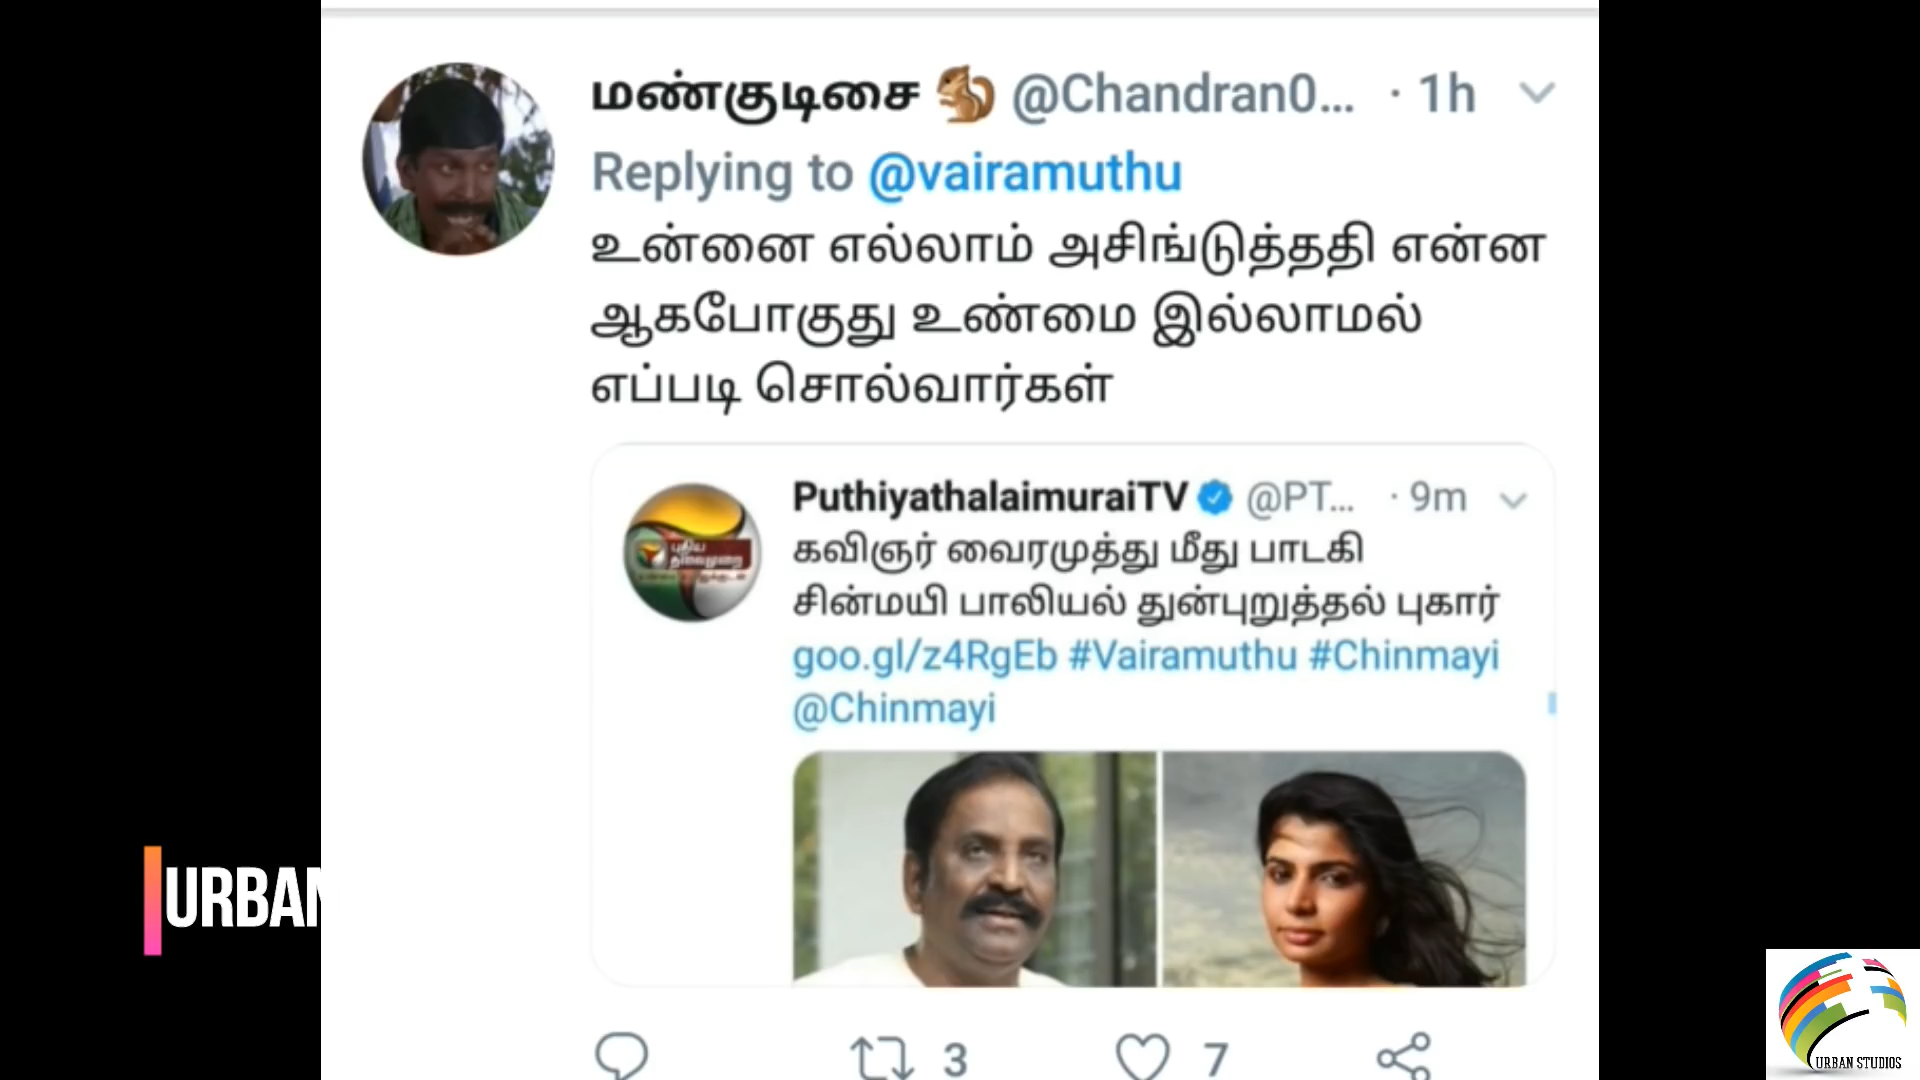 மண்குடிசை 🐿 @Chandran0... · 1h
Replying to @vairamuthu
உன்னை எல்லாம் அசிங்டுத்ததி என்ன
ஆகபோகுது உண்மை இல்லாமல்
எப்படி சொல்வார்கள்
PuthiyathalaimuraiTV @PT... · 9m
கவிஞர் வைரமுத்து மீது பாடகி
சின்மயி பாலியல் துன்புறுத்தல் புகார்
goo.gl/z4RgEb #Vairamuthu #Chinmayi
@Chinmayi
புதிய
தலைமுறை
3 7
URBAN
URBAN STUDIOS